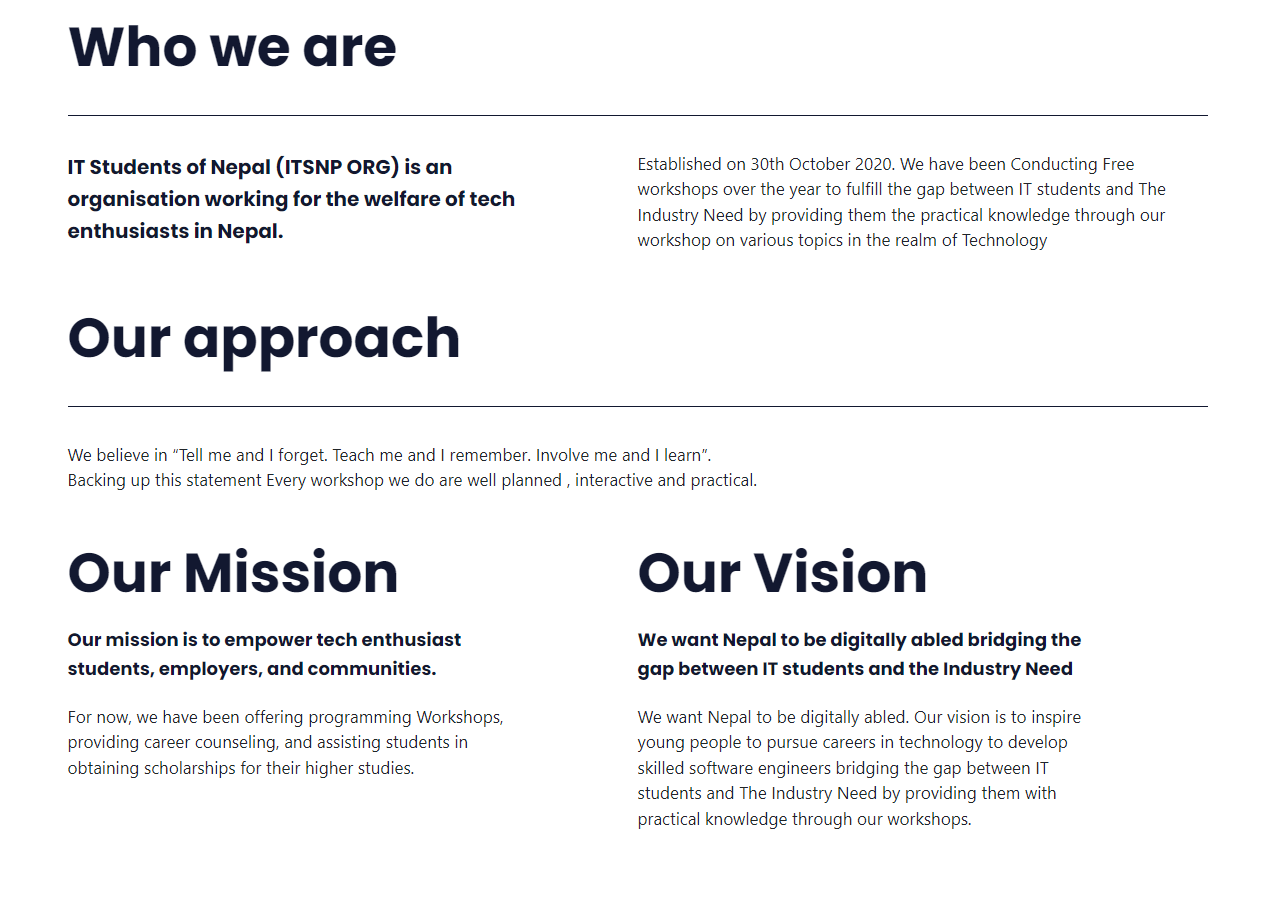 Who we are
IT Students of Nepal (ITSNP ORG) is an
organisation working for the welfare of tech
enthusiasts in Nepal.
Established on 30th October 2020. We have been Conducting Free
workshops over the year to fulfill the gap between IT students and The
Industry Need by providing them the practical knowledge through our
workshop on various topics in the realm of Technology
Our approach
We believe in “Tell me and I forget. Teach me and I remember. Involve me and I learn”.
Backing up this statement Every workshop we do are well planned , interactive and practical.
Our Mission
Our mission is to empower tech enthusiast
students, employers, and communities.
For now, we have been offering programming Workshops,
providing career counseling, and assisting students in
obtaining scholarships for their higher studies.
Our Vision
We want Nepal to be digitally abled bridging the
gap between IT students and the Industry Need
We want Nepal to be digitally abled. Our vision is to inspire
young people to pursue careers in technology to develop
skilled software engineers bridging the gap between IT
students and The Industry Need by providing them with
practical knowledge through our workshops.